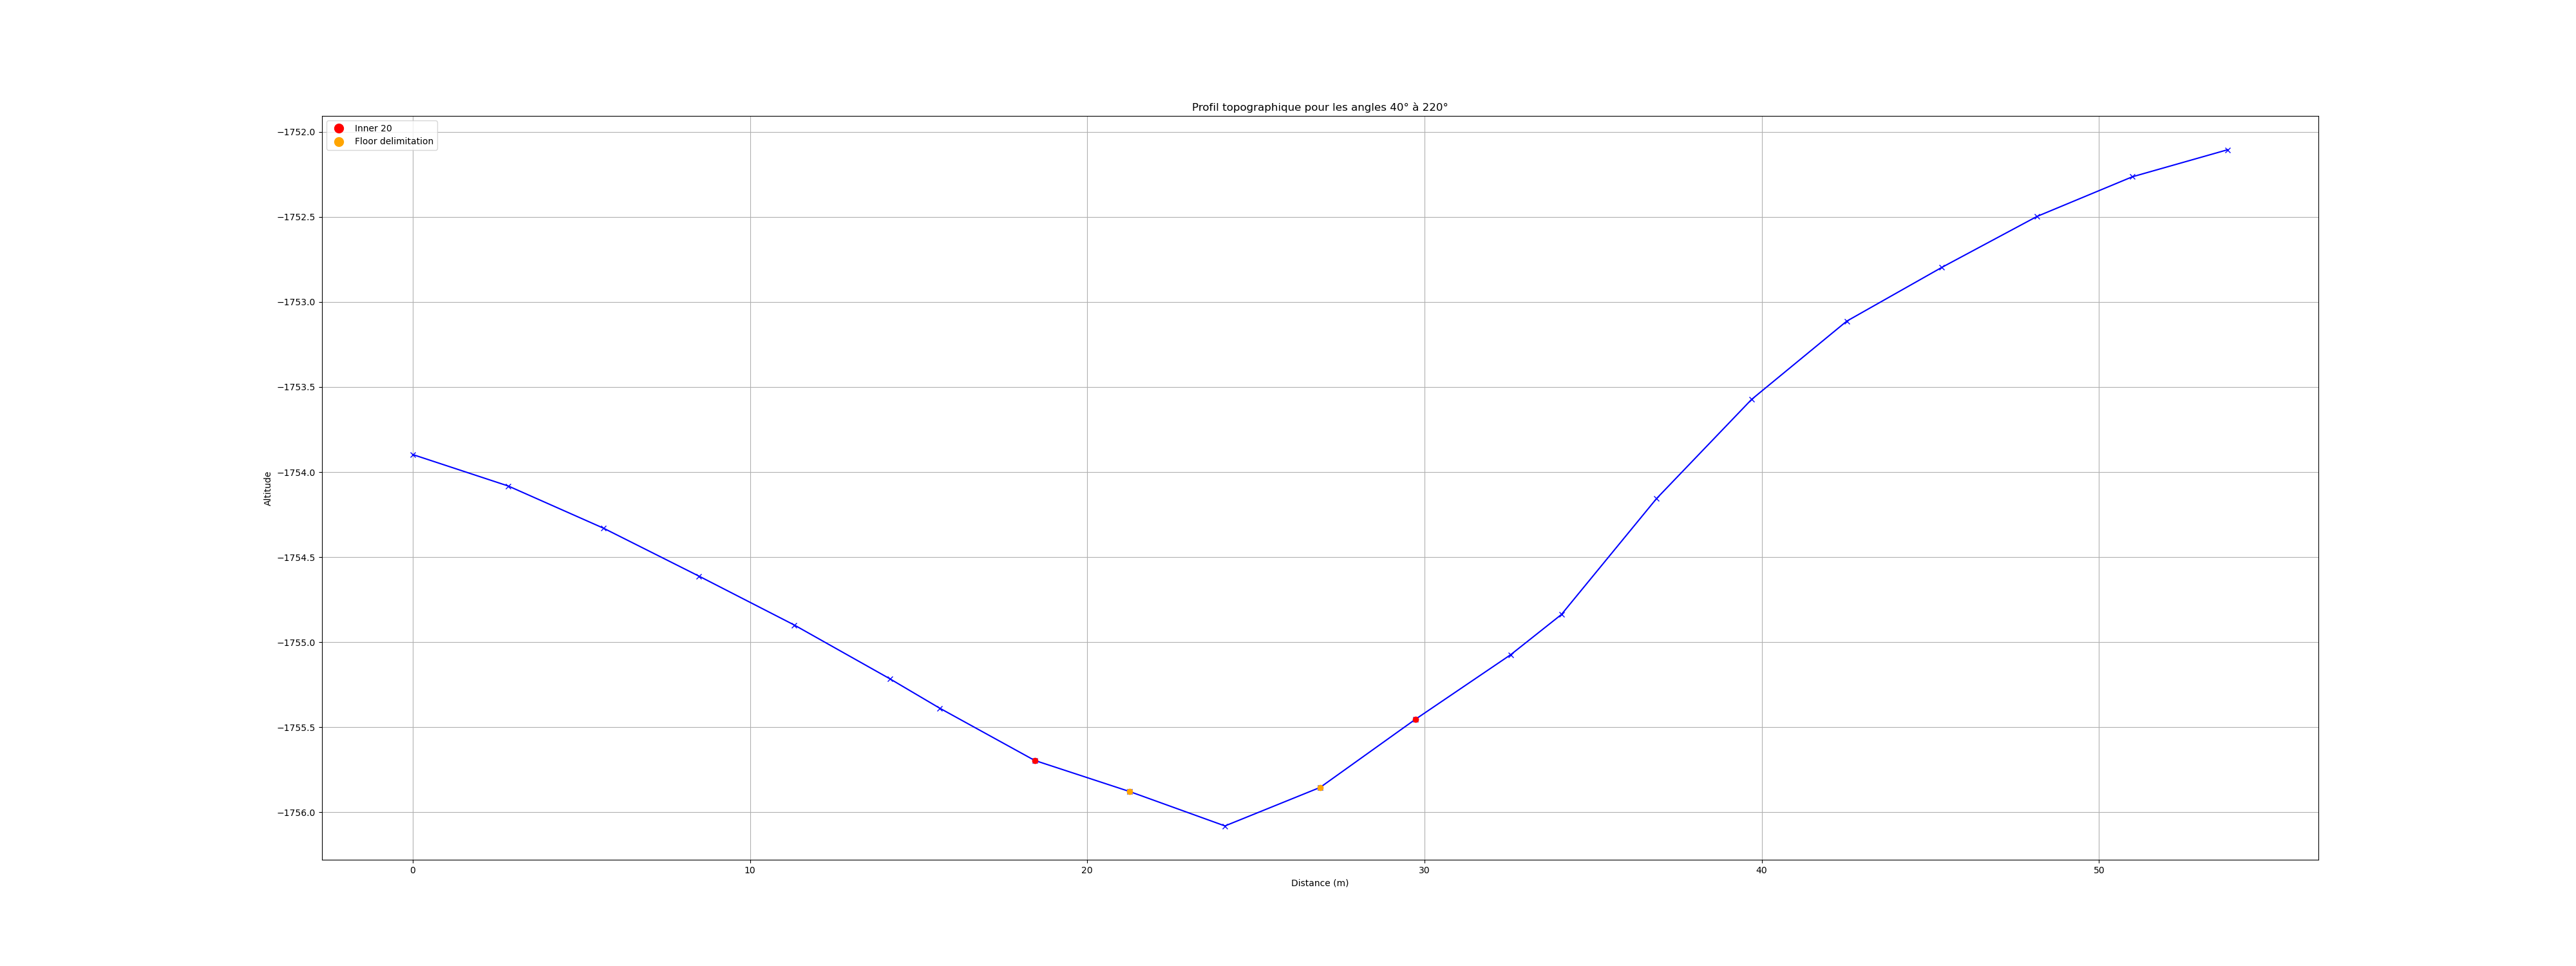 Profil topographique pour les angles 40° à 220°
Inner 20
Floor delimitation
−1752.0
−1752.5
−1753.0
−1753.5
−1754.0
−1754.5
−1755.0
−1755.5
−1756.0
Altitude
0 10 20 30 40 50
Distance (m)